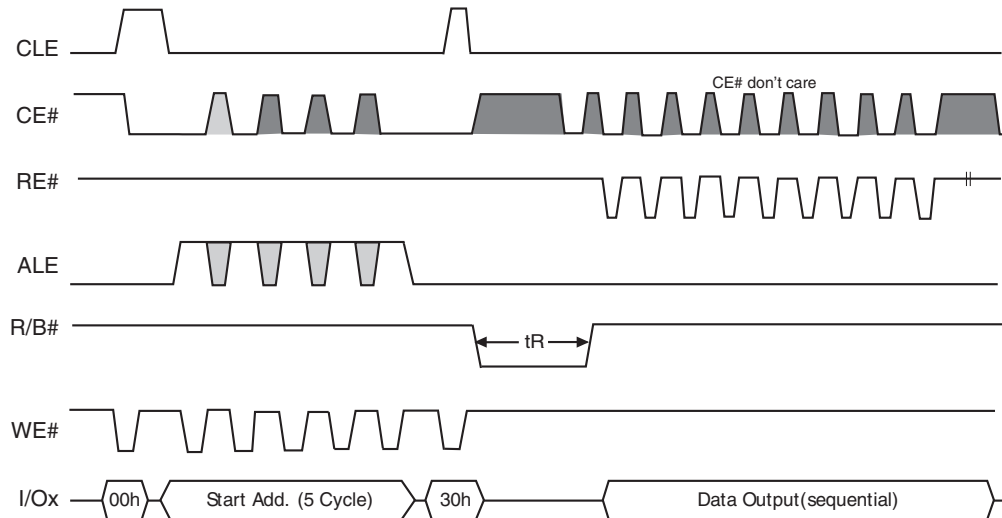 CLE
CE# don't care
CE#
RE#
ALE
R/B#
tR
WE#
I/Ox
00h
Start Add. (5 Cycle)
30h
Data Output(sequential)